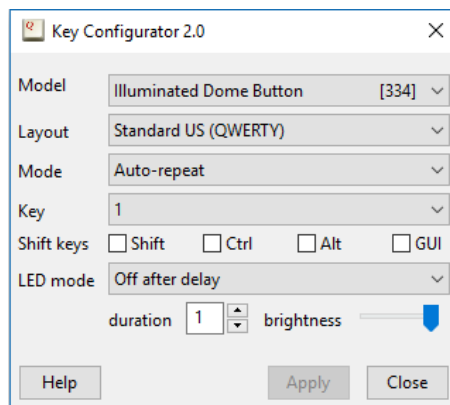 Q Key Configurator 2.0
Model Illuminated Dome Button [334]
Layout Standard US (QWERTY)
Mode Auto-repeat
Key 1
Shift keys Shift Ctrl Alt GUI
LED mode Off after delay
duration 1 brightness
Help Apply Close